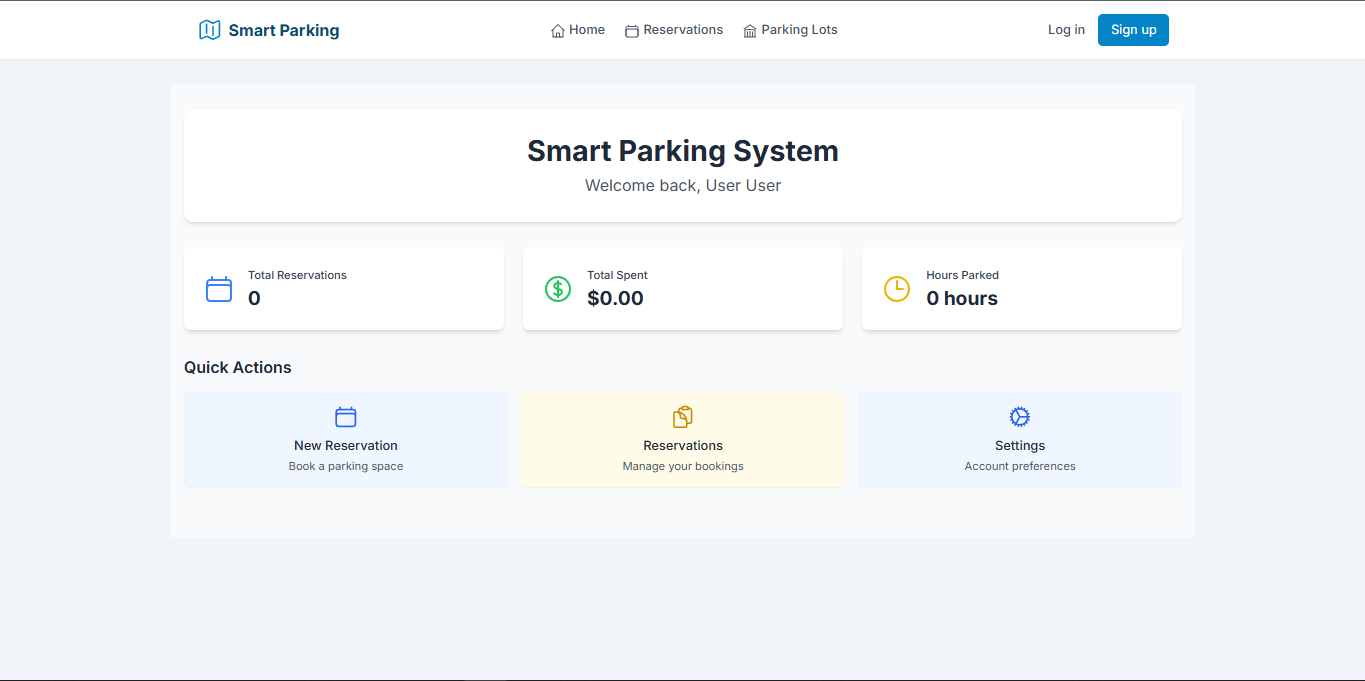 Smart Parking
Home
Reservations
Parking Lots
Log in
Sign up
Smart Parking System
Welcome back, User User
Total Reservations
0
Total Spent
$0.00
Hours Parked
0 hours
Quick Actions
New Reservation
Book a parking space
Reservations
Manage your bookings
Settings
Account preferences